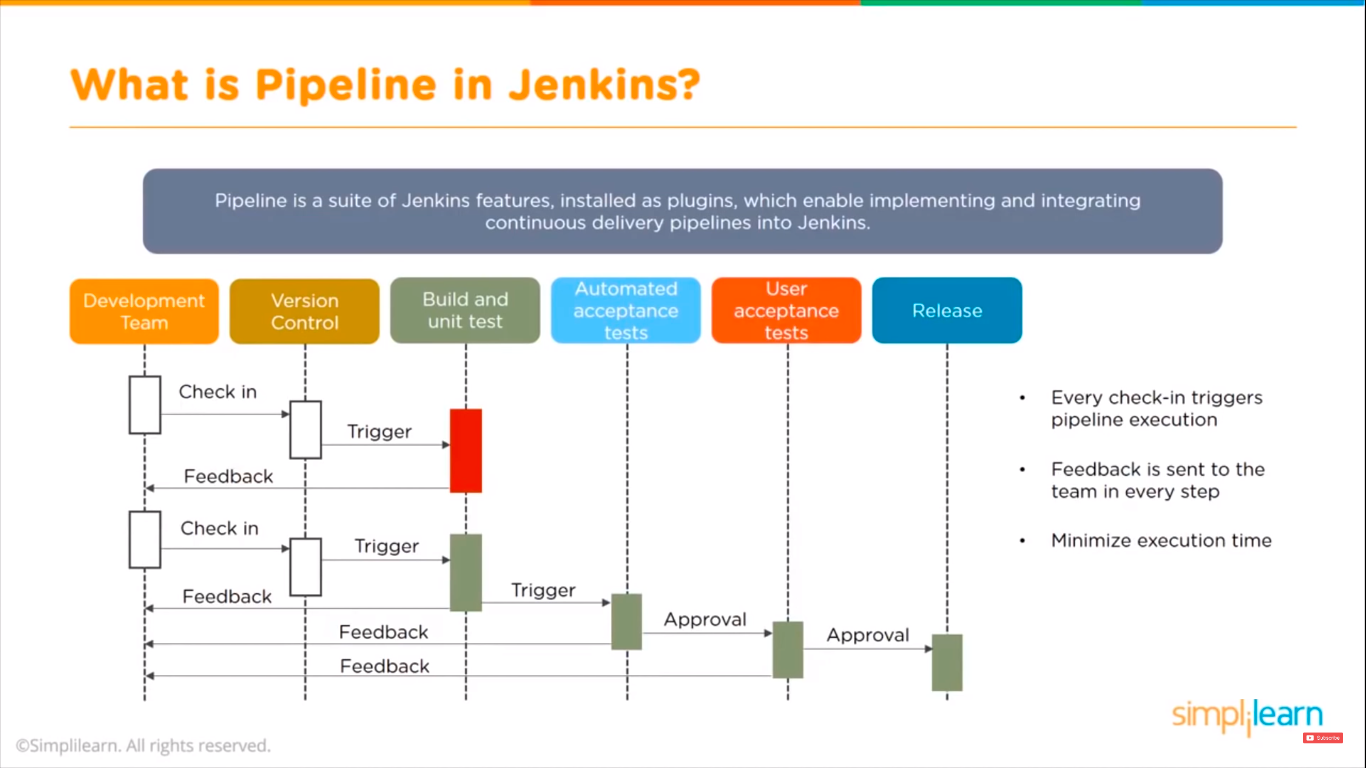 What is Pipeline in Jenkins?
Pipeline is a suite of Jenkins features, installed as plugins, which enable implementing and integrating
continuous delivery pipelines into Jenkins.
Development
Team
Version
Control
Build and
unit test
Automated
acceptance
tests
User
acceptance
tests
Release
Check in
Trigger
Feedback
Check in
Trigger
Feedback
Trigger
Feedback
Approval
Feedback
Approval
• Every check-in triggers
pipeline execution
• Feedback is sent to the
team in every step
• Minimize execution time
simplilearn
Subscribe
©Simplilearn. All rights reserved.